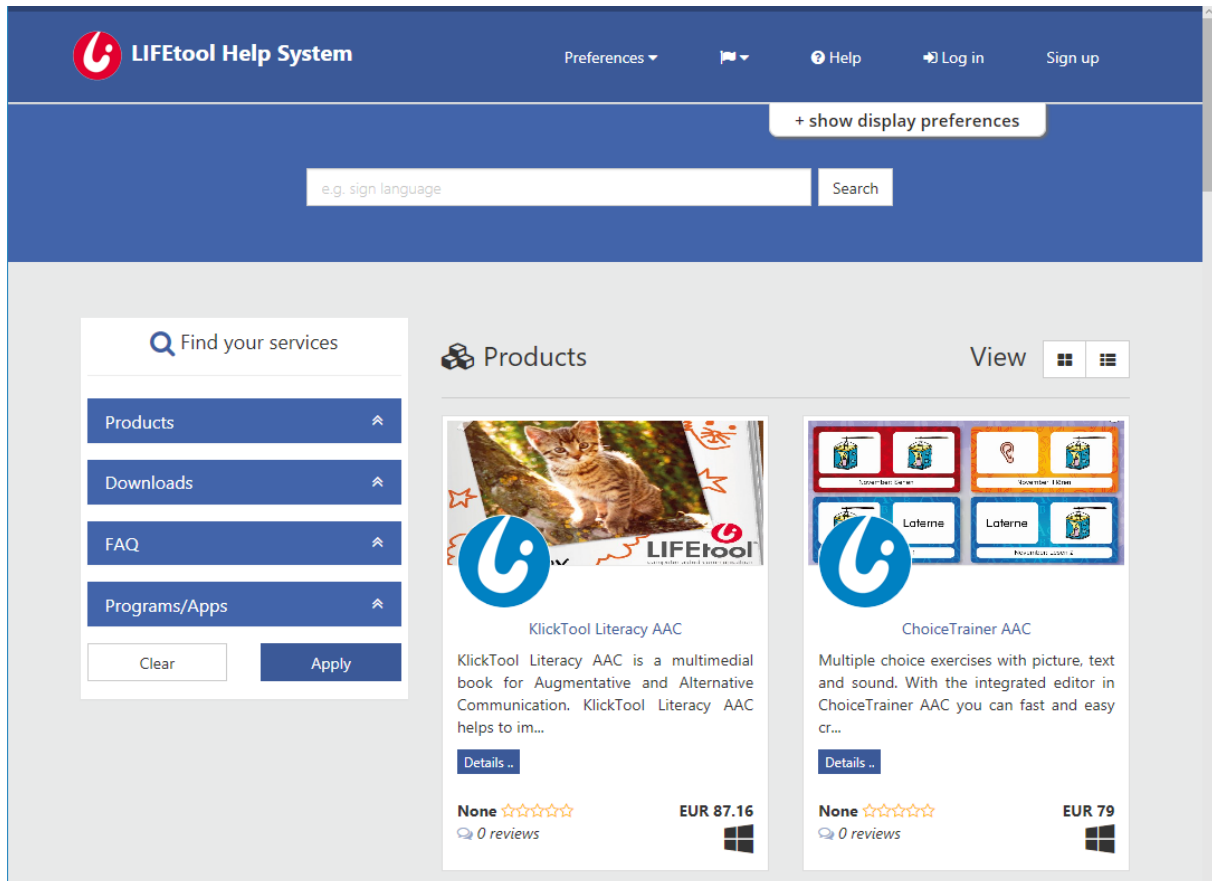 LIFEtool Help System
Preferences
Help
Log in
Sign up
+ show display preferences
e.g. sign language
Search
Find your services
Products
Downloads
FAQ
Programs/Apps
Clear
Apply
Products
View
LIFEtool
KlickTool Literacy AAC
KlickTool Literacy AAC is a multimedial
book for Augmentative and Alternative
Communication. KlickTool Literacy AAC
helps to im...
Details ..
None
EUR 87.16
0 reviews
Laterne
Laterne
ChoiceTrainer AAC
Multiple choice exercises with picture, text
and sound. With the integrated editor in
ChoiceTrainer AAC you can fast and easy
cr...
Details ..
None
EUR 79
0 reviews